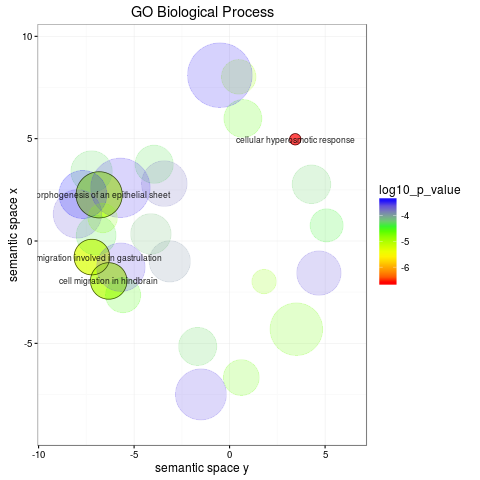 GO Biological Process
10
5
0
-5
-10
-5
0
5
semantic space x
semantic space y
cellular hyperosmotic response
orphogenesis of an epithelial sheet
migration involved in gastrulation
cell migration in hindbrain
log10_p_value
-4
-5
-6